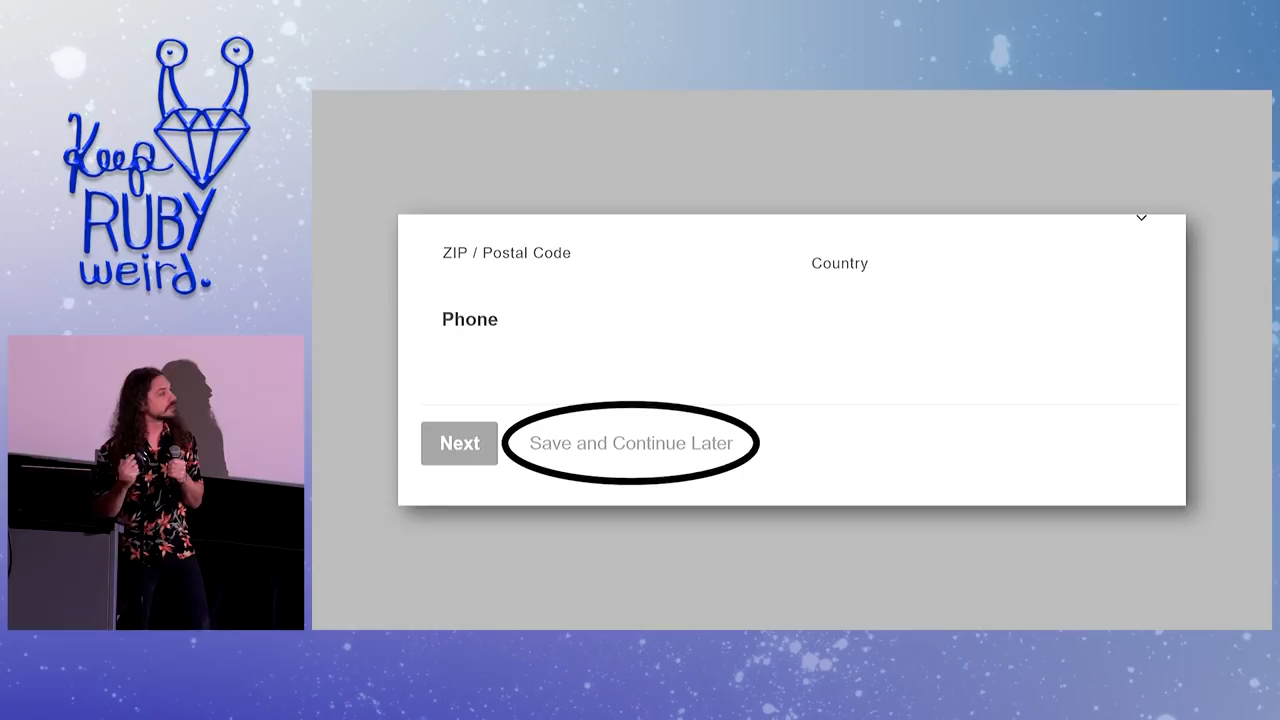 Keep
RUBY
weird.
ZIP / Postal Code
Country
Phone
Next
Save and Continue Later